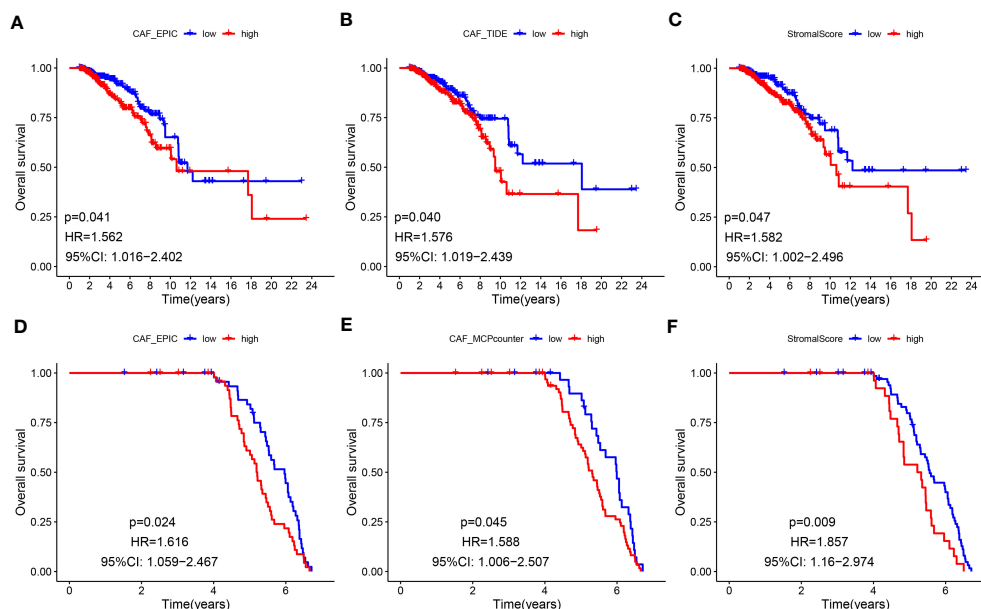 A
CAF_EPIC low high
Overall survival
1.00
0.75
0.50
0.25
0.00
p=0.041
HR=1.562
95%CI: 1.016−2.402
0 2 4 6 8 10 12 14 16 18 20 22 24
Time(years)
B
CAF_TIDE low high
Overall survival
1.00
0.75
0.50
0.25
0.00
p=0.040
HR=1.576
95%CI: 1.019−2.439
0 2 4 6 8 10 12 14 16 18 20 22 24
Time(years)
C
StromalScore low high
Overall survival
1.00
0.75
0.50
0.25
0.00
p=0.047
HR=1.582
95%CI: 1.002−2.496
0 2 4 6 8 10 12 14 16 18 20 22 24
Time(years)
D
CAF_EPIC low high
Overall survival
1.00
0.75
0.50
0.25
0.00
p=0.024
HR=1.616
95%CI: 1.059−2.467
0 2 4 6
Time(years)
E
CAF_MCPcounter low high
Overall survival
1.00
0.75
0.50
0.25
0.00
p=0.045
HR=1.588
95%CI: 1.006−2.507
0 2 4 6
Time(years)
F
StromalScore low high
Overall survival
1.00
0.75
0.50
0.25
0.00
p=0.009
HR=1.857
95%CI: 1.16−2.974
0 2 4 6
Time(years)